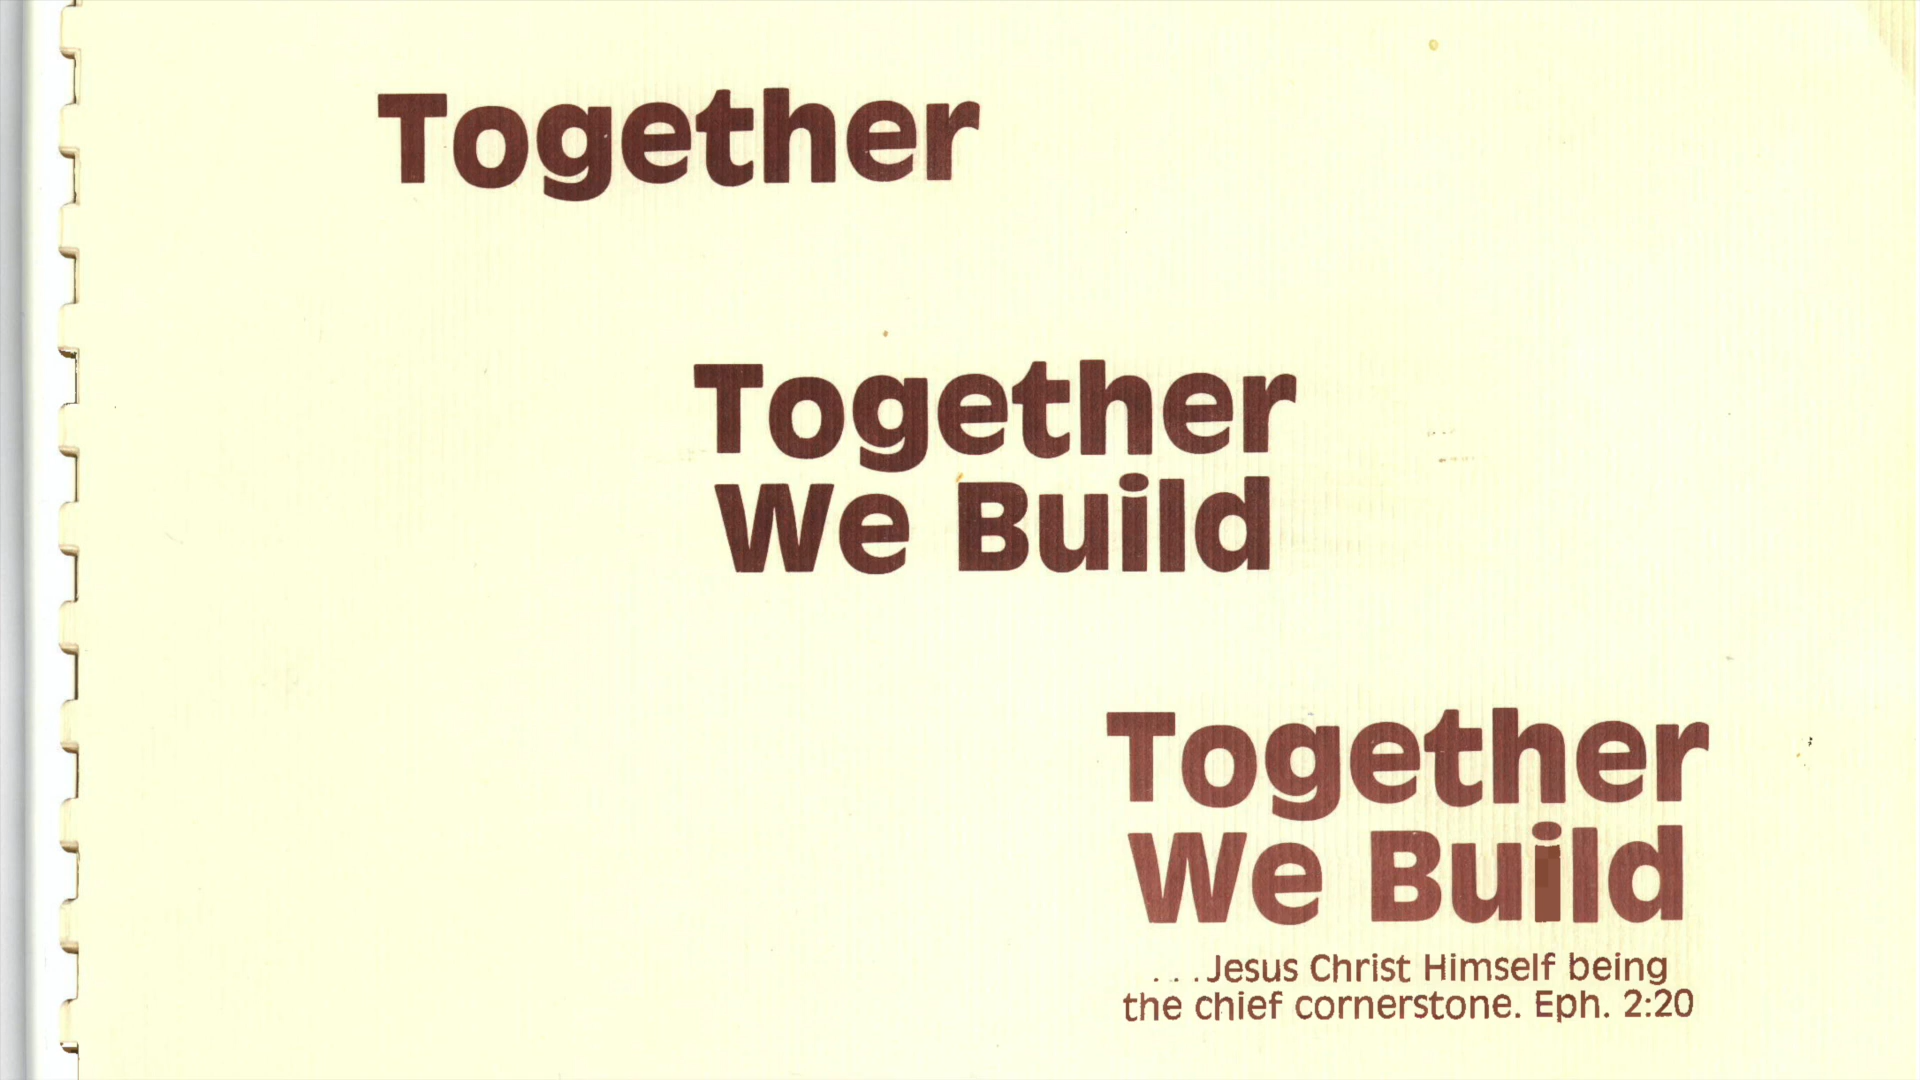 Together
Together
We Build
Together
We Build
. . . Jesus Christ Himself being
the chief cornerstone. Eph. 2:20